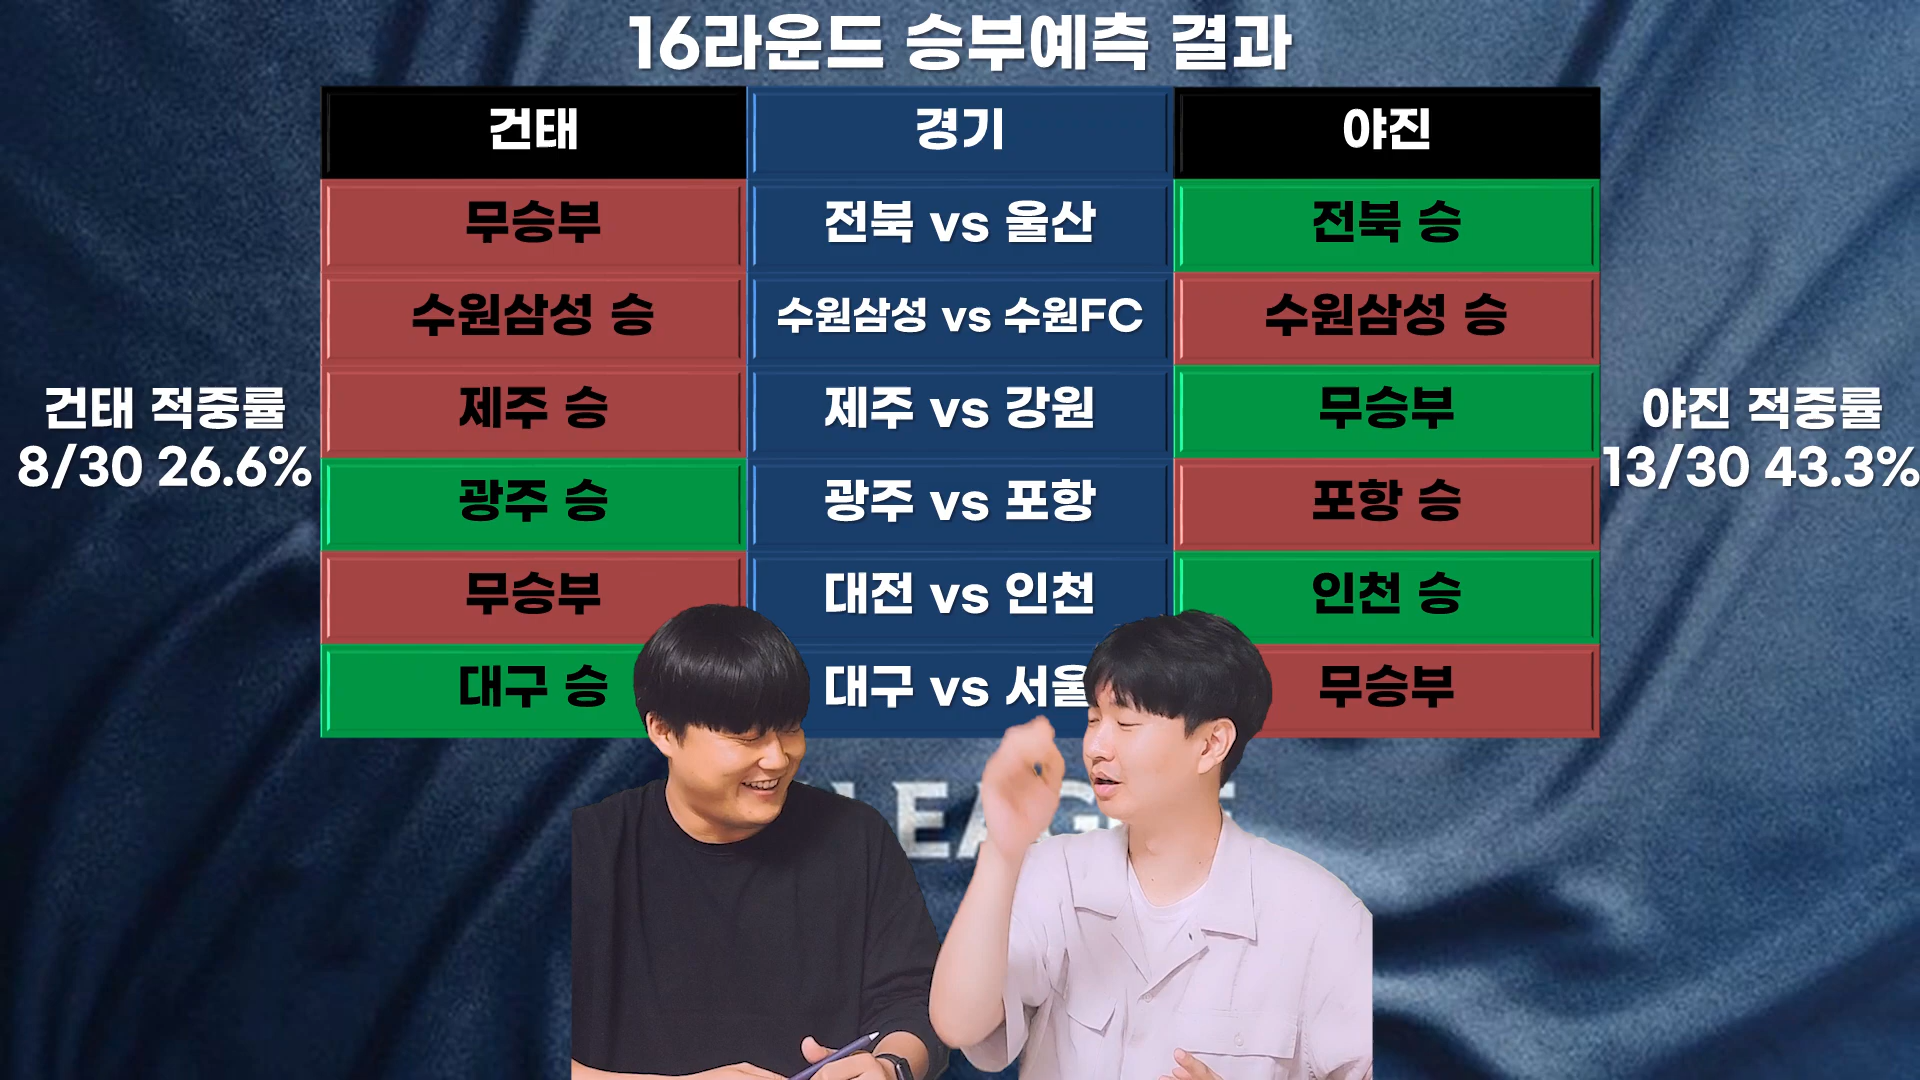 16라운드 승부예측 결과
건태 경기 야진
무승부 전북 vs 울산 전북 승
수원삼성 승 수원삼성 vs 수원FC 수원삼성 승
제주 승 제주 vs 강원 무승부
광주 승 광주 vs 포항 포항 승
무승부 대전 vs 인천 인천 승
대구 승 대구 vs 서울 무승부
건태 적중률
8/30 26.6%
야진 적중률
13/30 43.3%
LEAGUE